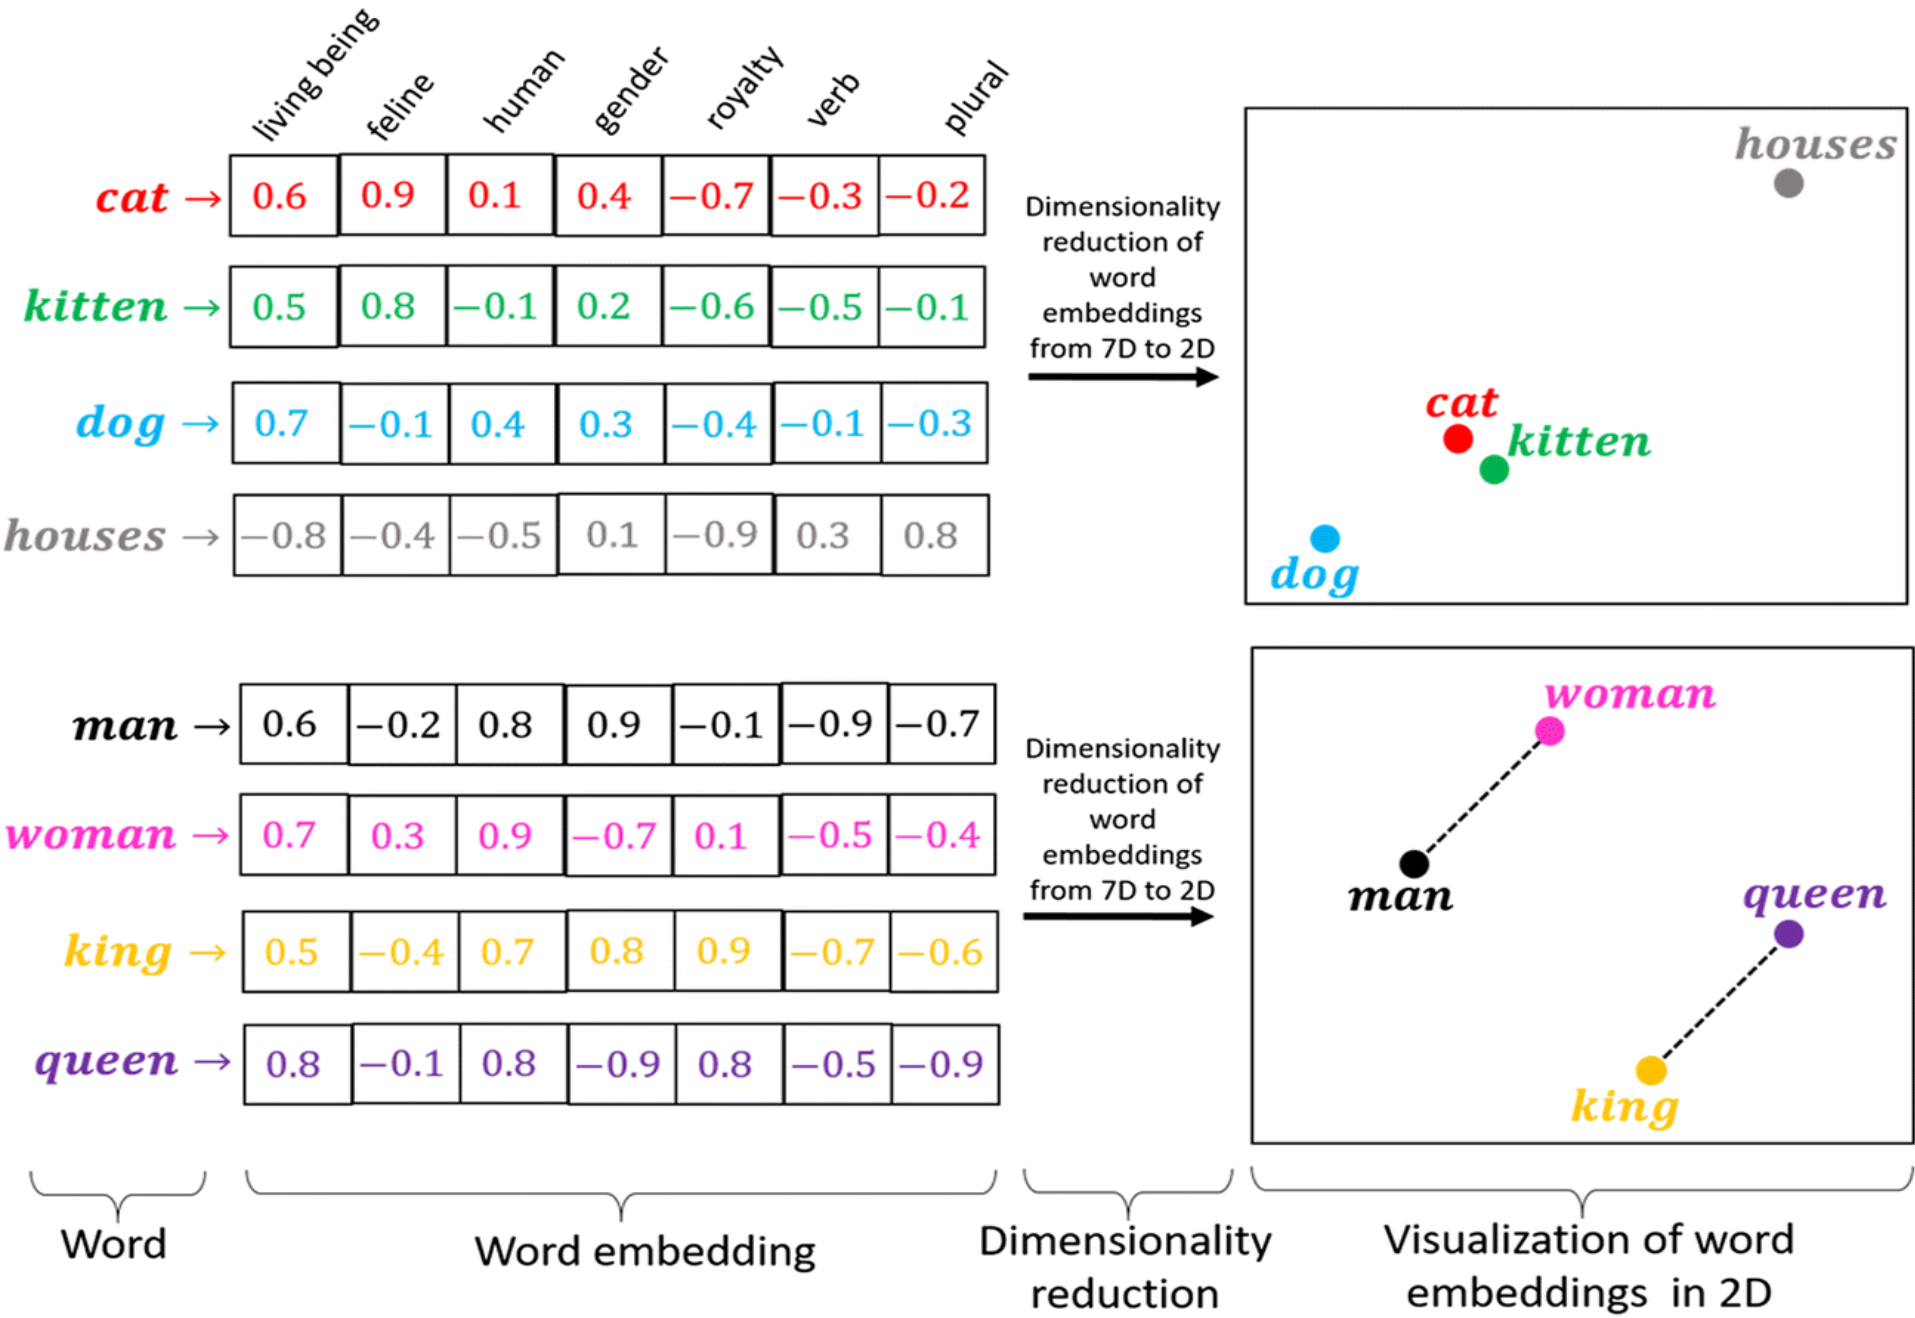 living being feline human gender royalty verb plural
cat → 0.6 0.9 0.1 0.4 −0.7 −0.3 −0.2
kitten → 0.5 0.8 −0.1 0.2 −0.6 −0.5 −0.1
dog → 0.7 −0.1 0.4 0.3 −0.4 −0.1 −0.3
houses → −0.8 −0.4 −0.5 0.1 −0.9 0.3 0.8
Dimensionality
reduction of
word
embeddings
from 7D to 2D
houses
cat
kitten
dog
man → 0.6 −0.2 0.8 0.9 −0.1 −0.9 −0.7
woman → 0.7 0.3 0.9 −0.7 0.1 −0.5 −0.4
king → 0.5 −0.4 0.7 0.8 0.9 −0.7 −0.6
queen → 0.8 −0.1 0.8 −0.9 0.8 −0.5 −0.9
Dimensionality
reduction of
word
embeddings
from 7D to 2D
woman
man
queen
king
Word
Word embedding
Dimensionality
reduction
Visualization of word
embeddings in 2D